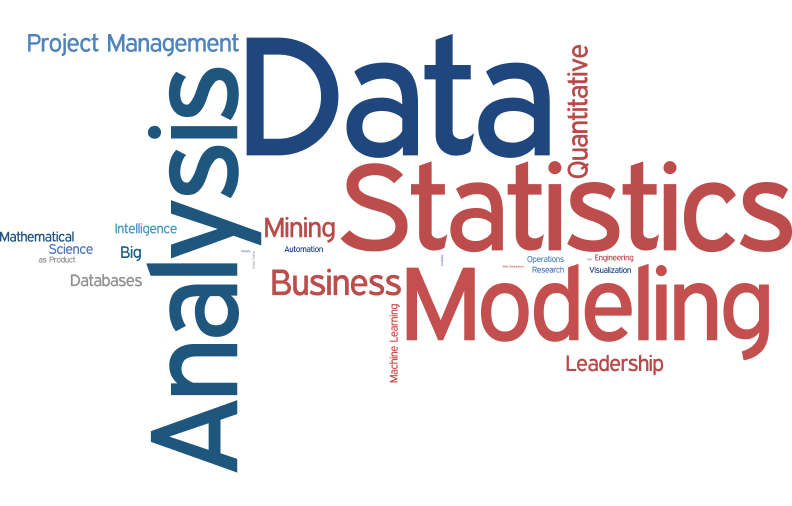 Project Management
Data
Quantitative
Analysis
Statistics
Mining
Intelligence
Mathematical
Science
as Product
Big
Automation
Databases
Business
Operations
Research
Engineering
Visualization
Modeling
Machine Learning
Leadership